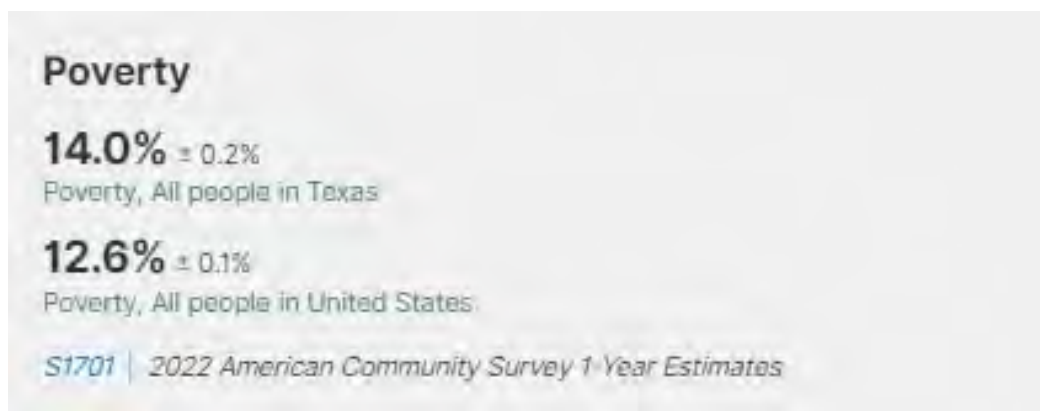 Poverty
14.0% ± 0.2%
Poverty, All people in Texas
12.6% ± 0.1%
Poverty, All people in United States
S1701 | 2022 American Community Survey 1-Year Estimates